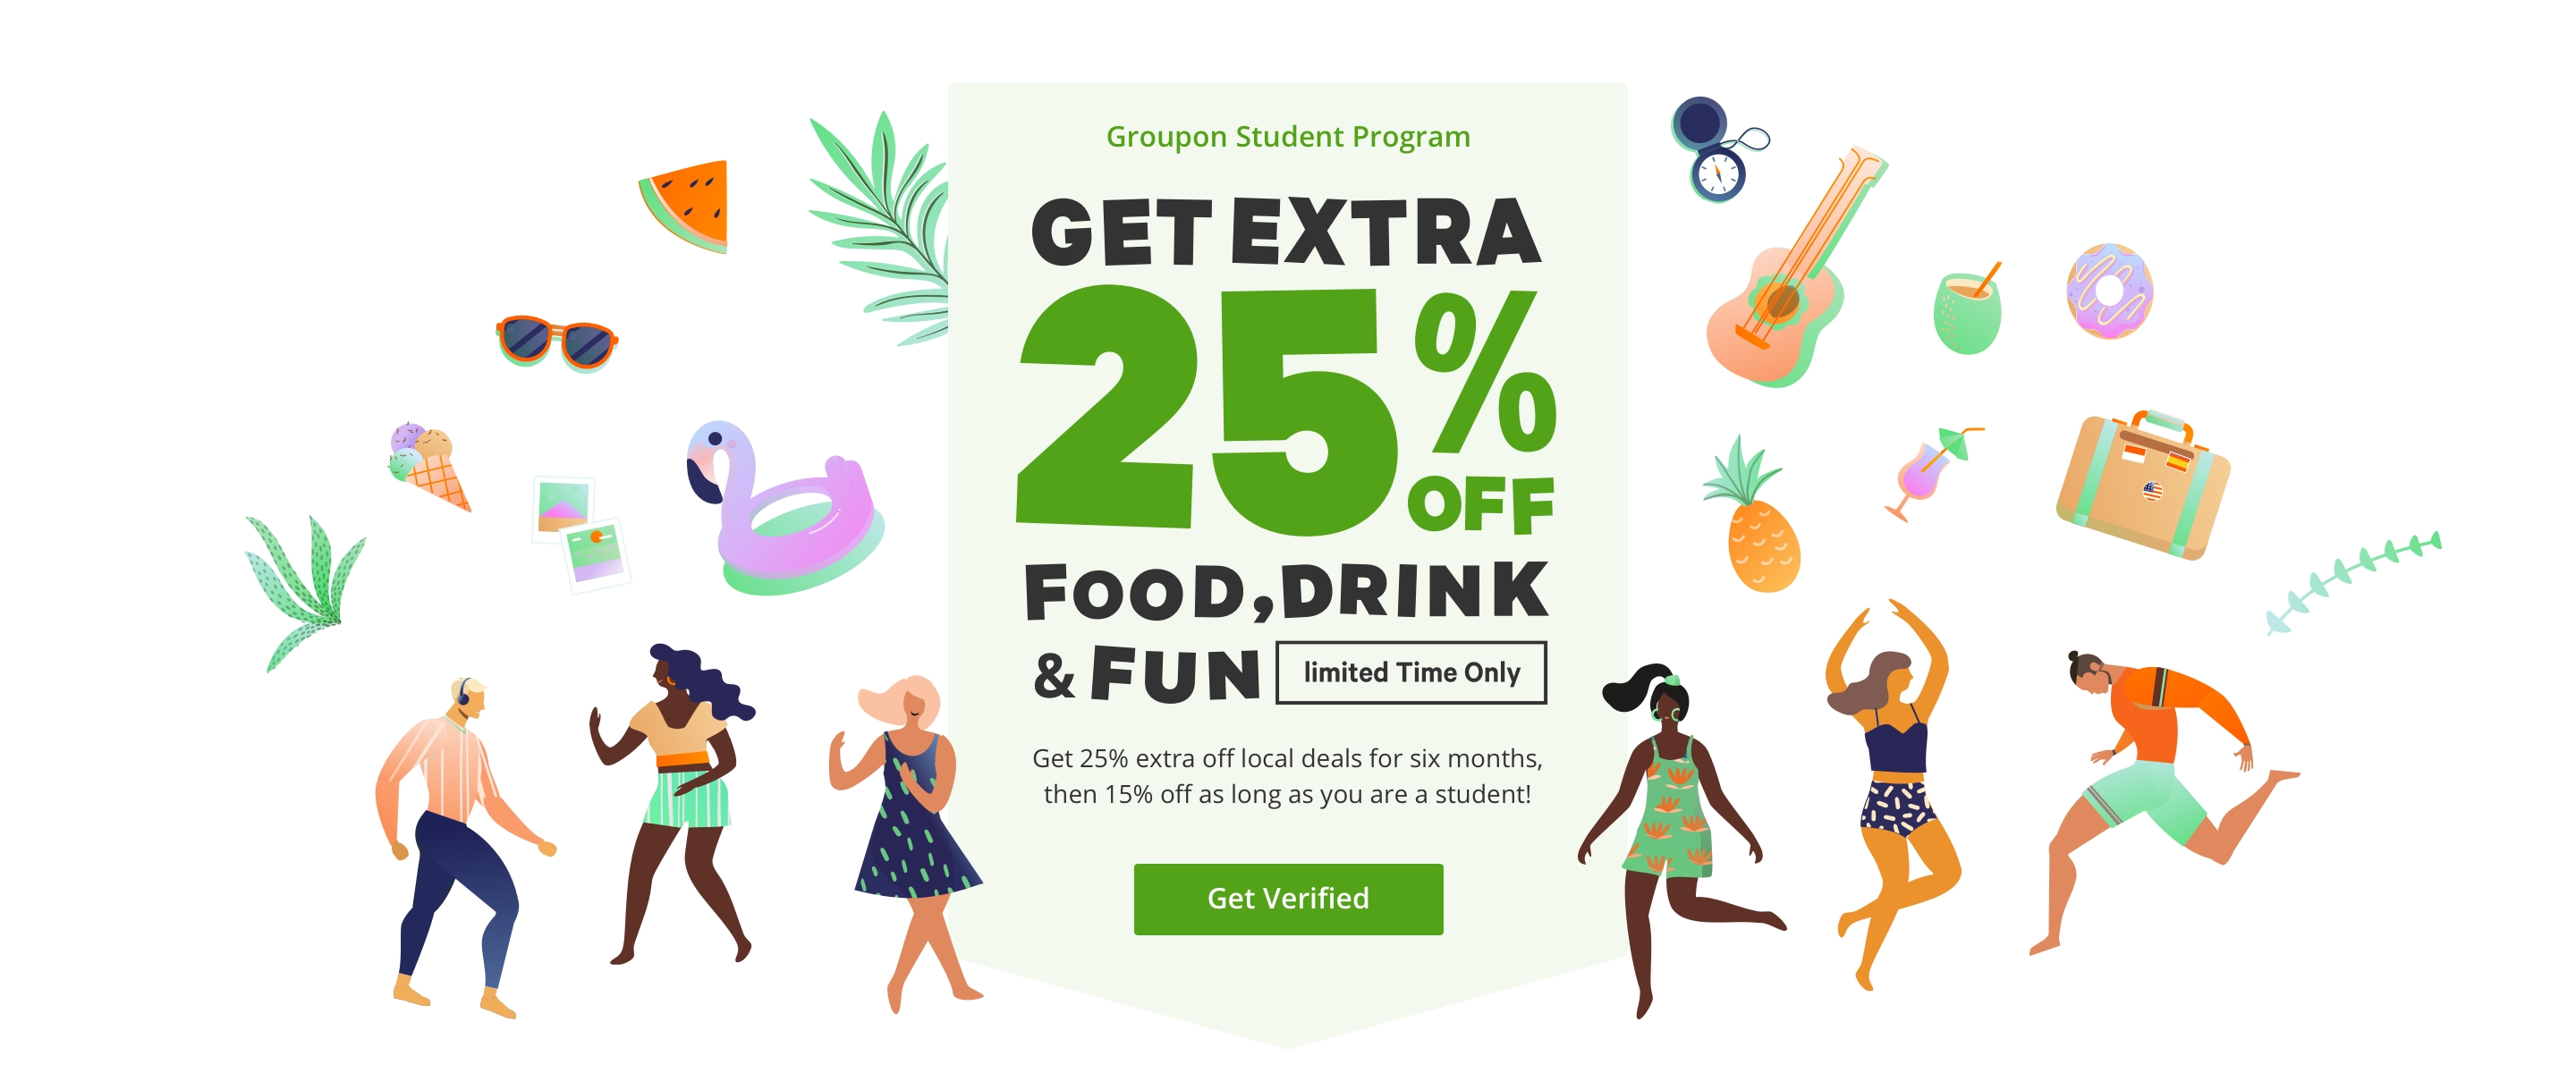 Groupon Student Program
GET EXTRA
25%
OFF
FOOD, DRINK
& FUN limited Time Only
Get 25% extra off local deals for six months,
then 15% off as long as you are a student!
Get Verified